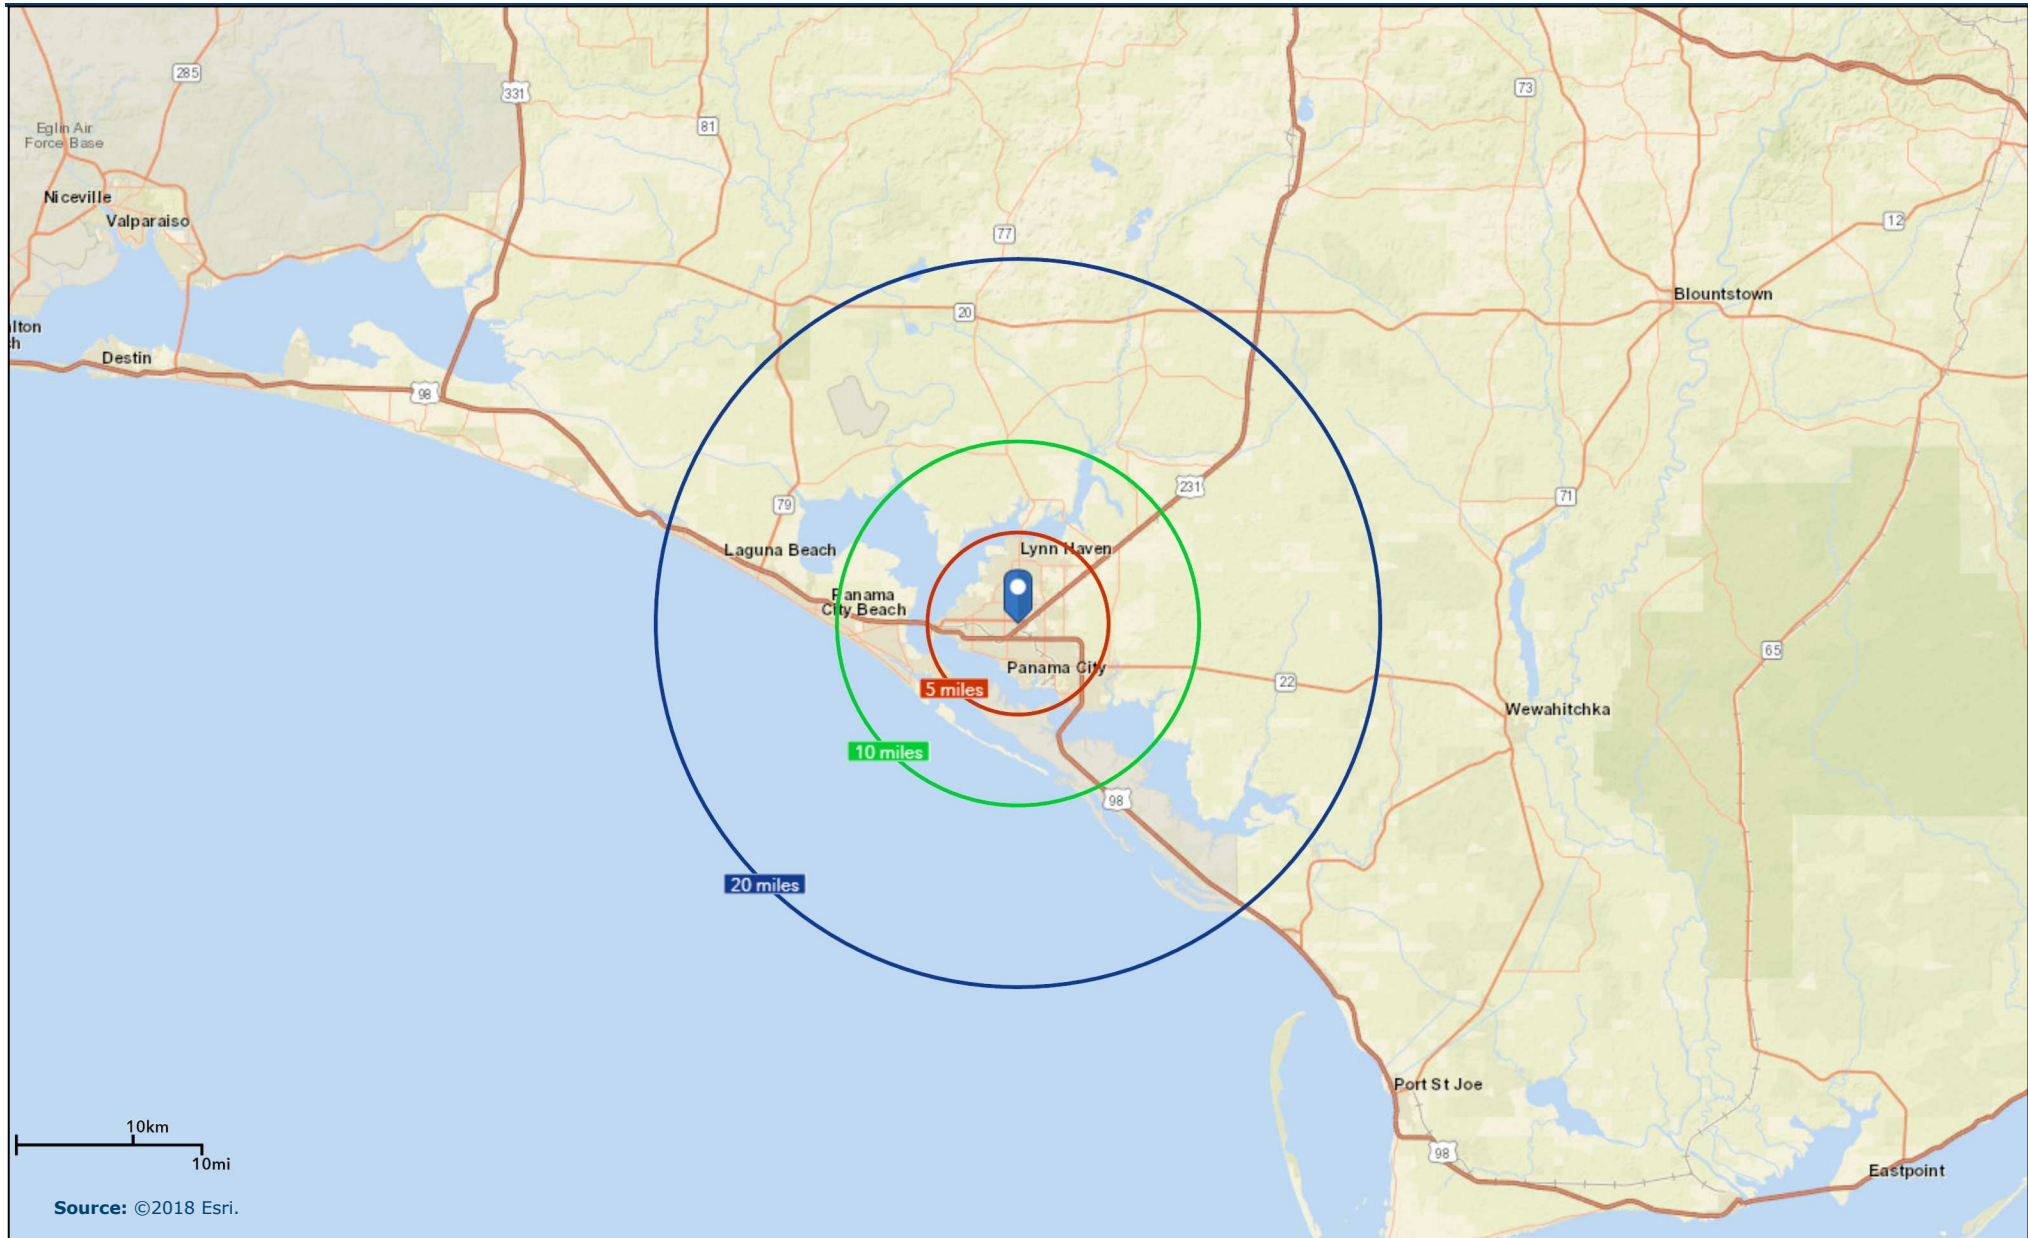 285
331
73
81
Eglin Air
Force Base
Niceville
Valparaiso
12
77
Blountstown
20
lton
ch
Destin
98
231
71
79
Laguna Beach
Lynn Haven
Panama
City Beach
65
Panama City
22
5 miles
Wewahitchka
10 miles
98
20 miles
Port St Joe
10km
98
10mi
Eastpoint
Source: ©2018 Esri.